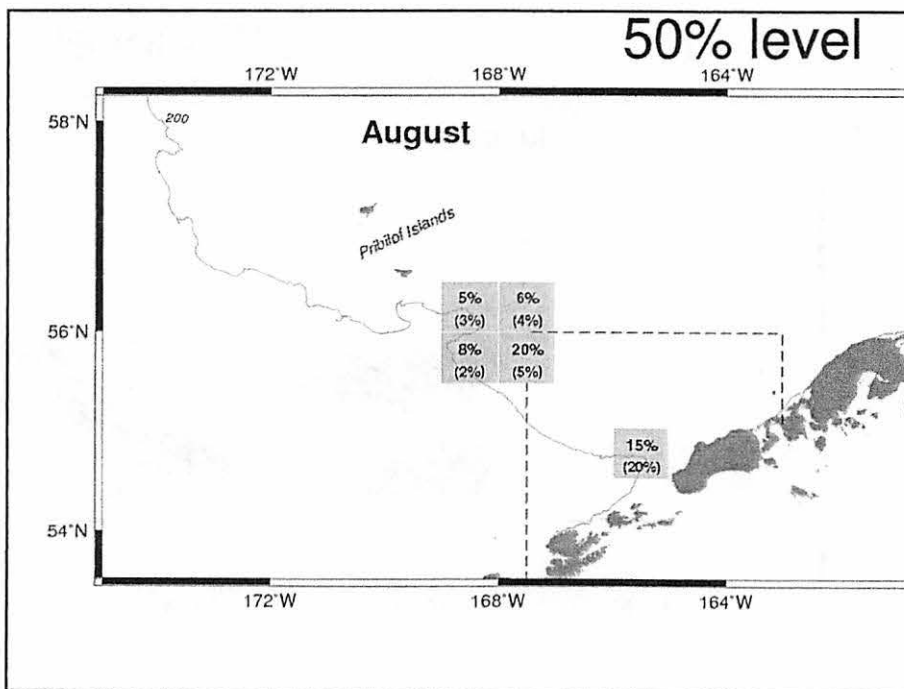 50% level
172°W 168°W 164°W
58°N
200
August
Pribilof Islands
5% 6%
(3%) (4%)
56°N
8% 20%
(2%) (5%)
15%
(20%)
54°N
172°W 168°W 164°W